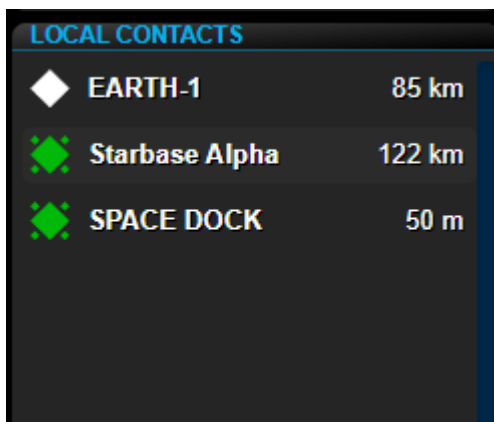 LOCAL CONTACTS
EARTH-1 85 km
Starbase Alpha 122 km
SPACE DOCK 50 m